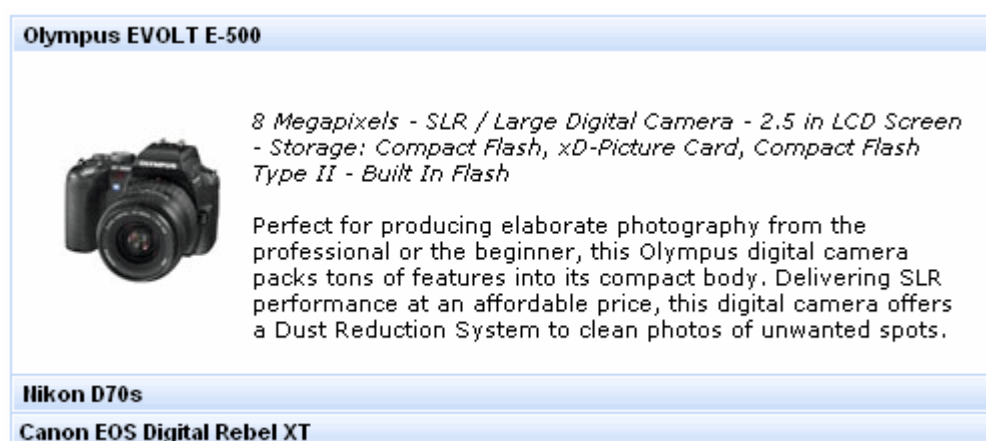 Olympus EVOLT E-500
OLYMPUS
8 Megapixels - SLR / Large Digital Camera - 2.5 in LCD Screen
- Storage: Compact Flash, xD-Picture Card, Compact Flash
Type II - Built In Flash
Perfect for producing elaborate photography from the
professional or the beginner, this Olympus digital camera
packs tons of features into its compact body. Delivering SLR
performance at an affordable price, this digital camera offers
a Dust Reduction System to clean photos of unwanted spots.
Nikon D70s
Canon EOS Digital Rebel XT